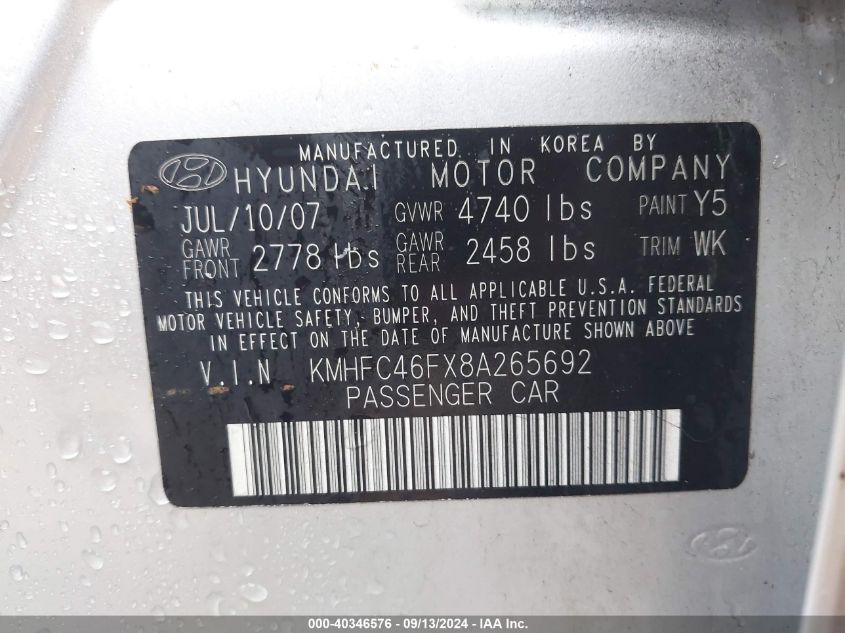 MANUFACTURED IN KOREA BY
HYUNDAI MOTOR COMPANY
JUL/10/07 GVWR 4740 lbs PAINT Y5
GAWR FRONT 2778 lbs GAWR REAR 2458 lbs TRIM WK
THIS VEHICLE CONFORMS TO ALL APPLICABLE U.S.A. FEDERAL
MOTOR VEHICLE SAFETY, BUMPER, AND THEFT PREVENTION STANDARDS
IN EFFECT ON THE DATE OF MANUFACTURE SHOWN ABOVE
V.I.N KMHFC46FX8A265692
PASSENGER CAR
000-40346576 - 09/13/2024 - IAA Inc.